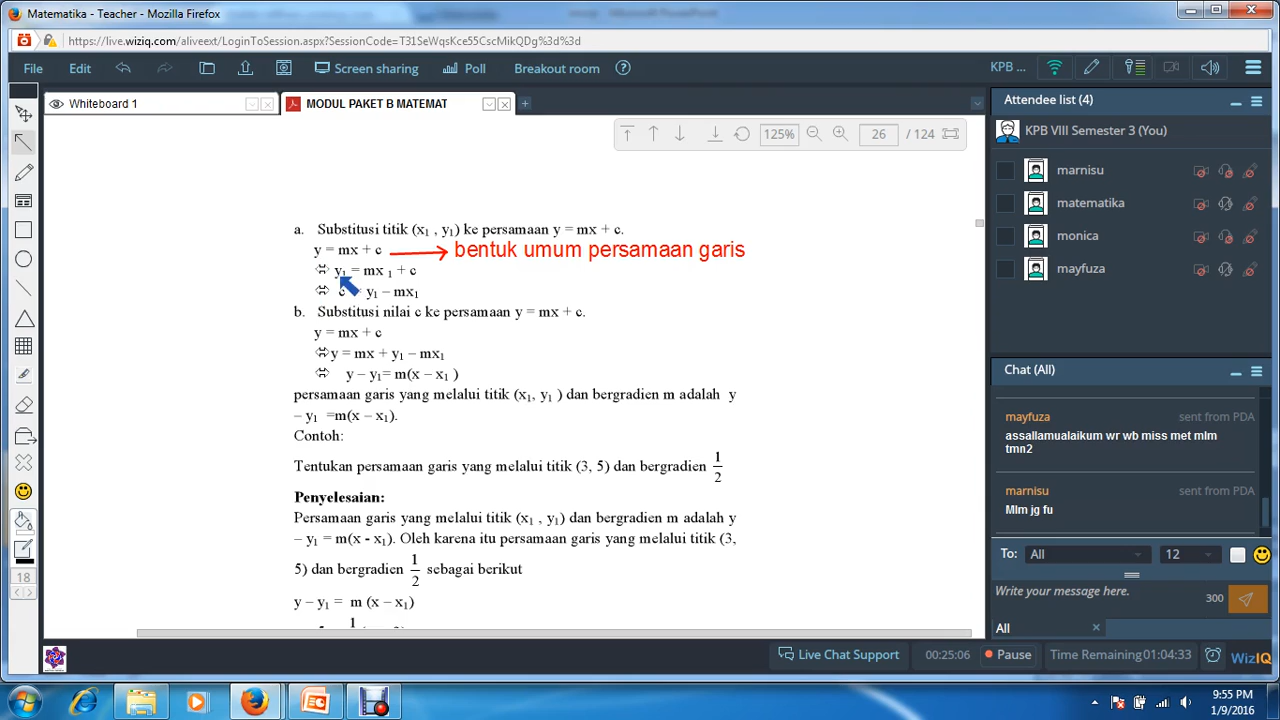 Matematika - Teacher - Mozilla Firefox
https://live.wiziq.com/aliveext/LoginToSession.aspx?SessionCode=T31SeWqsKce55CscMikQDg%3d%3d
File Edit Screen sharing Poll Breakout room KPB ...
Whiteboard 1
MODUL PAKET B MATEMAT
125% 26 / 124
a. Substitusi titik (x₁ , y₁) ke persamaan y = mx + c.
y = mx + c
bentuk umum persamaan garis
⇔ y₁ = mx ₁ + c
⇔ c = y₁ – mx₁
b. Substitusi nilai c ke persamaan y = mx + c.
y = mx + c
⇔ y = mx + y₁ – mx₁
⇔ y – y₁= m(x – x₁ )
persamaan garis yang melalui titik (x₁, y₁ ) dan bergradien m adalah y
– y₁ =m(x – x₁).
Contoh:
Tentukan persamaan garis yang melalui titik (3, 5) dan bergradien 1/2
Penyelesaian:
Persamaan garis yang melalui titik (x₁ , y₁) dan bergradien m adalah y
– y₁ = m(x - x₁). Oleh karena itu persamaan garis yang melalui titik (3,
5) dan bergradien 1/2 sebagai berikut
y – y₁ = m (x – x₁)
Attendee list (4)
KPB VIII Semester 3 (You)
marnisu
matematika
monica
mayfuza
Chat (All)
mayfuza sent from PDA
assallamualaikum wr wb miss met mlm
tmn2
marnisu sent from PDA
Mlm jg fu
To: All 12
Write your message here.
300
All
18
Live Chat Support 00:25:06 Pause Time Remaining 01:04:33 WizIQ
9:55 PM
1/9/2016